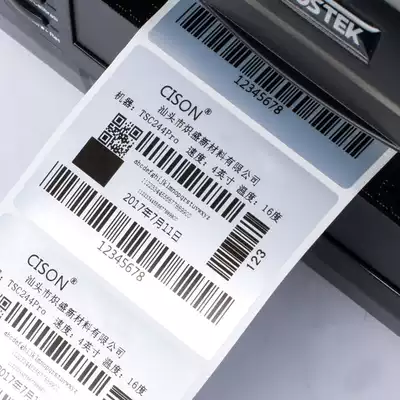 OSTEK
12345678
CISON®
汕头市炽盛新材料有限公司
机器：TSC244Pro 速度：4英寸 温度：16度
abcdefghijklmnopqrstuvwxyz
2017年7月11日
12345678
123
CISON®
汕头市炽盛新材料有限公司
TSC244Pro 速度：4英寸 温度：16度